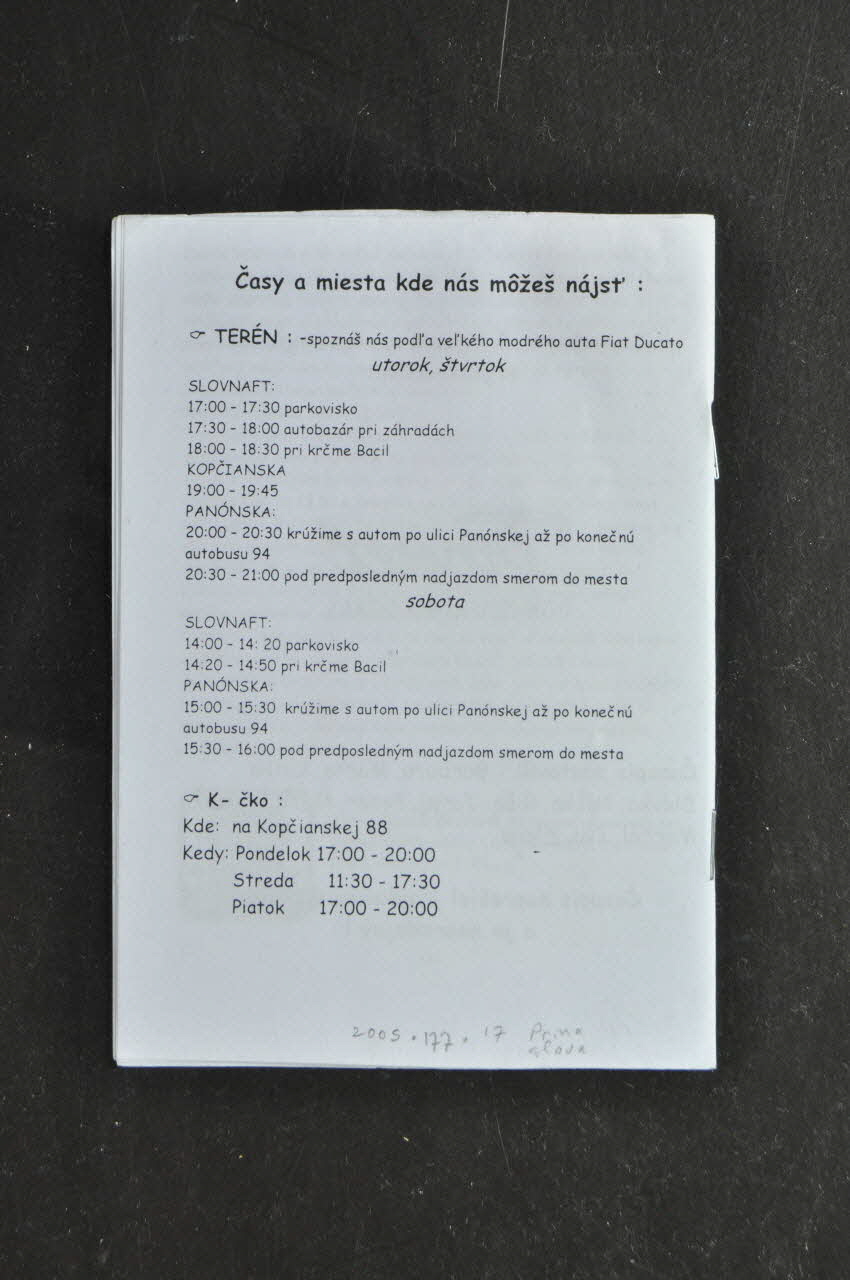 Časy a miesta kde nás môžeš nájsť :
☞ TERÉN : -spoznáš nás podľa veľkého modrého auta Fiat Ducato
utorok, štvrtok
SLOVNAFT:
17:00 - 17:30 parkovisko
17:30 - 18:00 autobazár pri záhradách
18:00 - 18:30 pri krčme Bacil
KOPČIANSKA
19:00 - 19:45
PANÓNSKA:
20:00 - 20:30 krúžime s autom po ulici Panónskej až po konečnú
autobusu 94
20:30 - 21:00 pod predposledným nadjazdom smerom do mesta
sobota
SLOVNAFT:
14:00 - 14: 20 parkovisko
14:20 - 14:50 pri krčme Bacil
PANÓNSKA:
15:00 - 15:30 krúžime s autom po ulici Panónskej až po konečnú
autobusu 94
15:30 - 16:00 pod predposledným nadjazdom smerom do mesta
☞ K- čko :
Kde: na Kopčianskej 88
Kedy: Pondelok 17:00 - 20:00
Streda 11:30 - 17:30
Piatok 17:00 - 20:00
2005.177.17 Prima